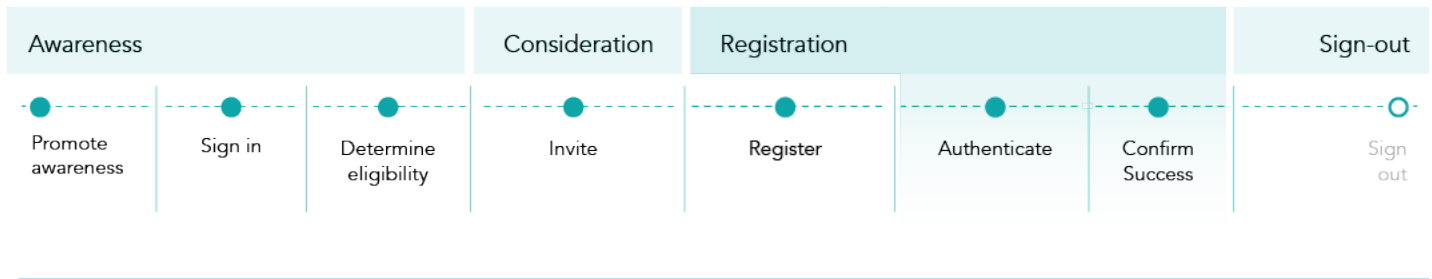 Awareness
Consideration
Registration
Sign-out
Promote
awareness
Sign in
Determine
eligibility
Invite
Register
Authenticate
Confirm
Success
Sign
out